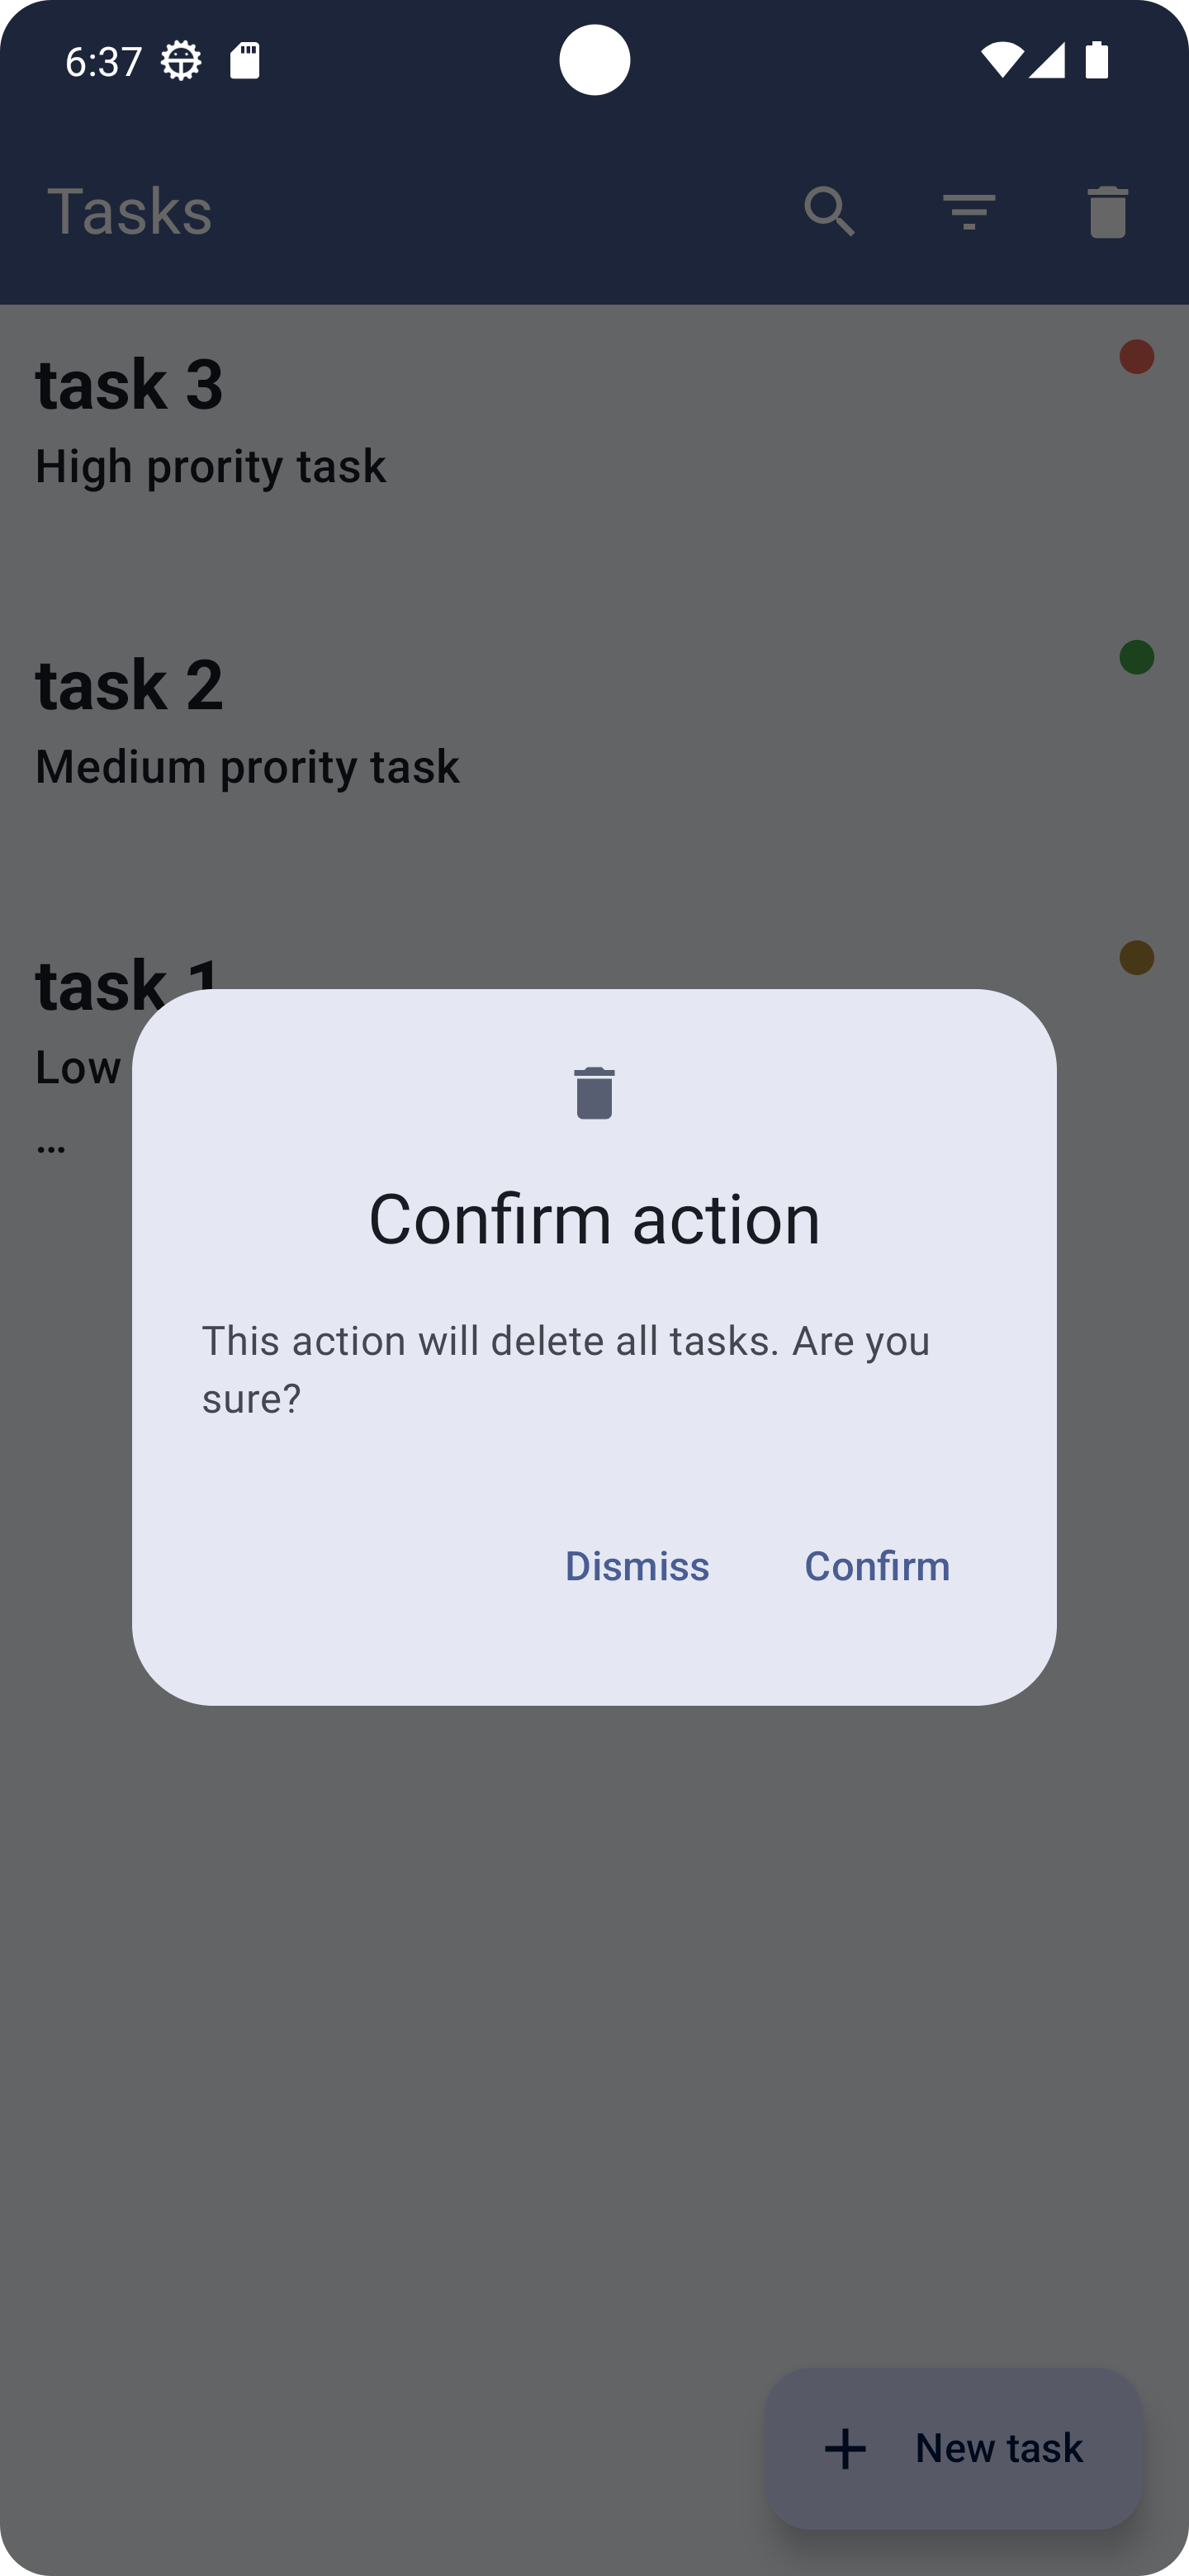 6:37
Tasks
task 3
High prority task
task 2
Medium prority task
task 1
Low
...
Confirm action
This action will delete all tasks. Are you
sure?
Dismiss Confirm
New task